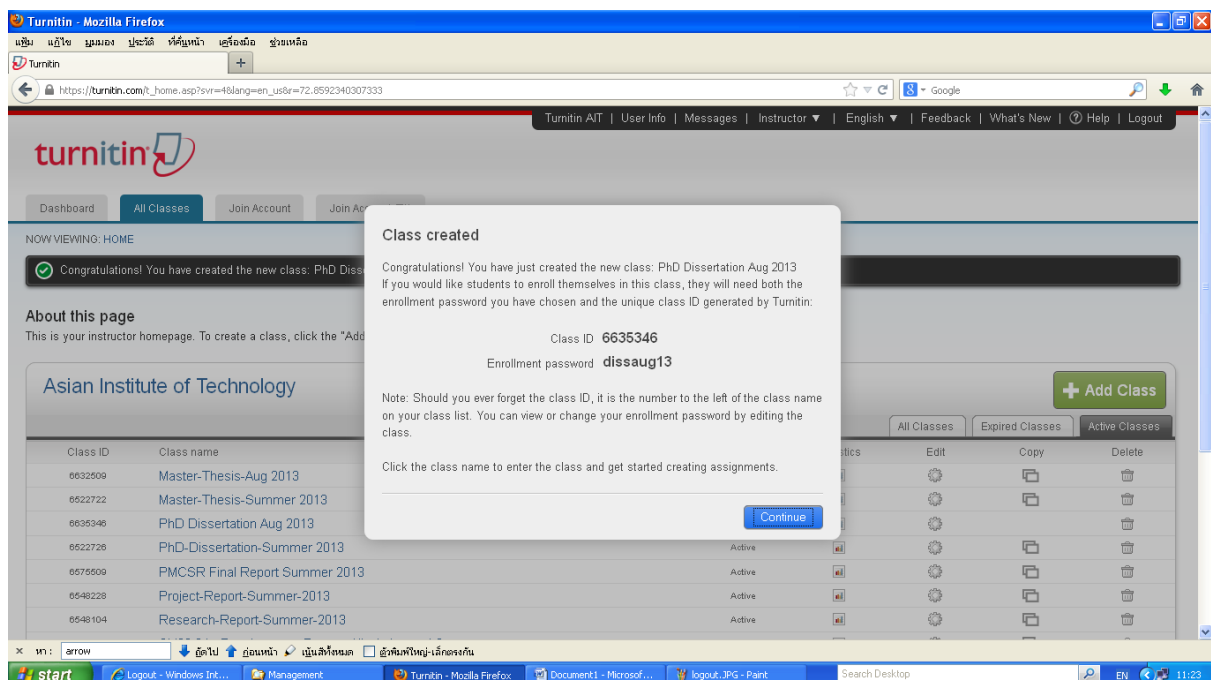 Turnitin - Mozilla Firefox
แฟ้ม แก้ไข มุมมอง ประวัติ ที่คั่นหน้า เครื่องมือ ช่วยเหลือ
Turnitin +
https://turnitin.com/t_home.asp?svr=4&lang=en_us&r=72.8592340307333 Google
Turnitin AIT | User Info | Messages | Instructor ▼ | English ▼ | Feedback | What's New | ? Help | Logout
turnitin
Dashboard All Classes Join Account
NOW VIEWING: HOME
Congratulations! You have created the new class: PhD
About this page
This is your instructor homepage. To create a class, click the "Add
Class created
Congratulations! You have just created the new class: PhD Dissertation Aug 2013
If you would like students to enroll themselves in this class, they will need both the
enrollment password you have chosen and the unique class ID generated by Turnitin:
Class ID 6635346
Enrollment password dissaug13
Note: Should you ever forget the class ID, it is the number to the left of the class name
on your class list. You can view or change your enrollment password by editing the
class.
Click the class name to enter the class and get started creating assignments.
Continue
Asian Institute of Technology
+ Add Class
All Classes Expired Classes Active Classes
Class ID Class name Edit Copy Delete
6632509 Master-Thesis-Aug 2013
6522722 Master-Thesis-Summer 2013
6635346 PhD Dissertation Aug 2013
6522726 PhD-Dissertation-Summer 2013 Active
6575509 PMCSR Final Report Summer 2013 Active
6548228 Project-Report-Summer-2013 Active
6548104 Research-Report-Summer-2013 Active
× หา: arrow ถัดไป ก่อนหน้า เน้นสีทั้งหมด ตัวพิมพ์ใหญ่-เล็กตรงกัน
start Logout - Windows Int... Management Turnitin - Mozilla Firefox Document1 - Microsof... logout.JPG - Paint Search Desktop EN 11:23